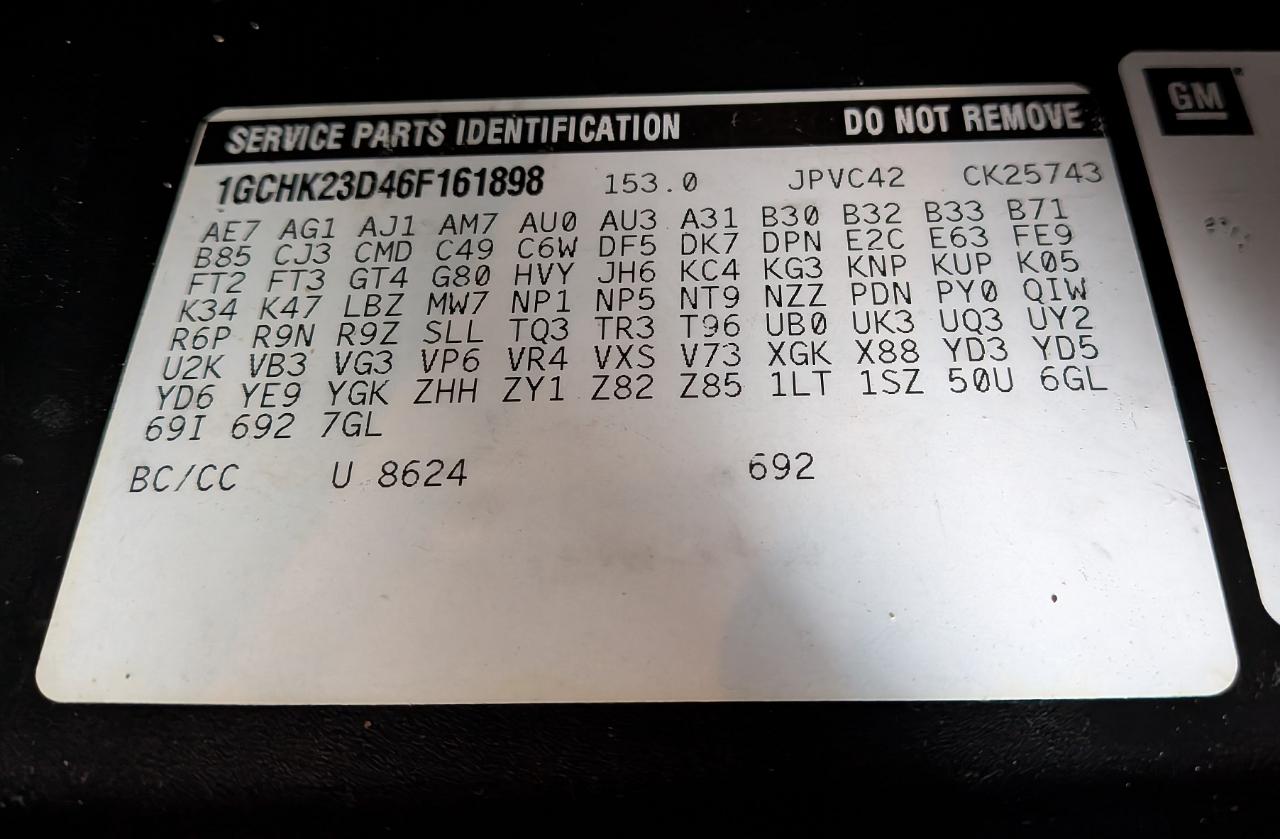 SERVICE PARTS IDENTIFICATION DO NOT REMOVE
1GCHK23D46F161898 153.0 JPVC42 CK25743
AE7 AG1 AJ1 AM7 AU0 AU3 A31 B30 B32 B33 B71
B85 CJ3 CMD C49 C6W DF5 DK7 DPN E2C E63 FE9
FT2 FT3 GT4 G80 HVY JH6 KC4 KG3 KNP KUP K05
K34 K47 LBZ MW7 NP1 NP5 NT9 NZZ PDN PY0 QIW
R6P R9N R9Z SLL TQ3 TR3 T96 UB0 UK3 UQ3 UY2
U2K VB3 VG3 VP6 VR4 VXS V73 XGK X88 YD3 YD5
YD6 YE9 YGK ZHH ZY1 Z82 Z85 1LT 1SZ 50U 6GL
69I 692 7GL
BC/CC U 8624 692
GM